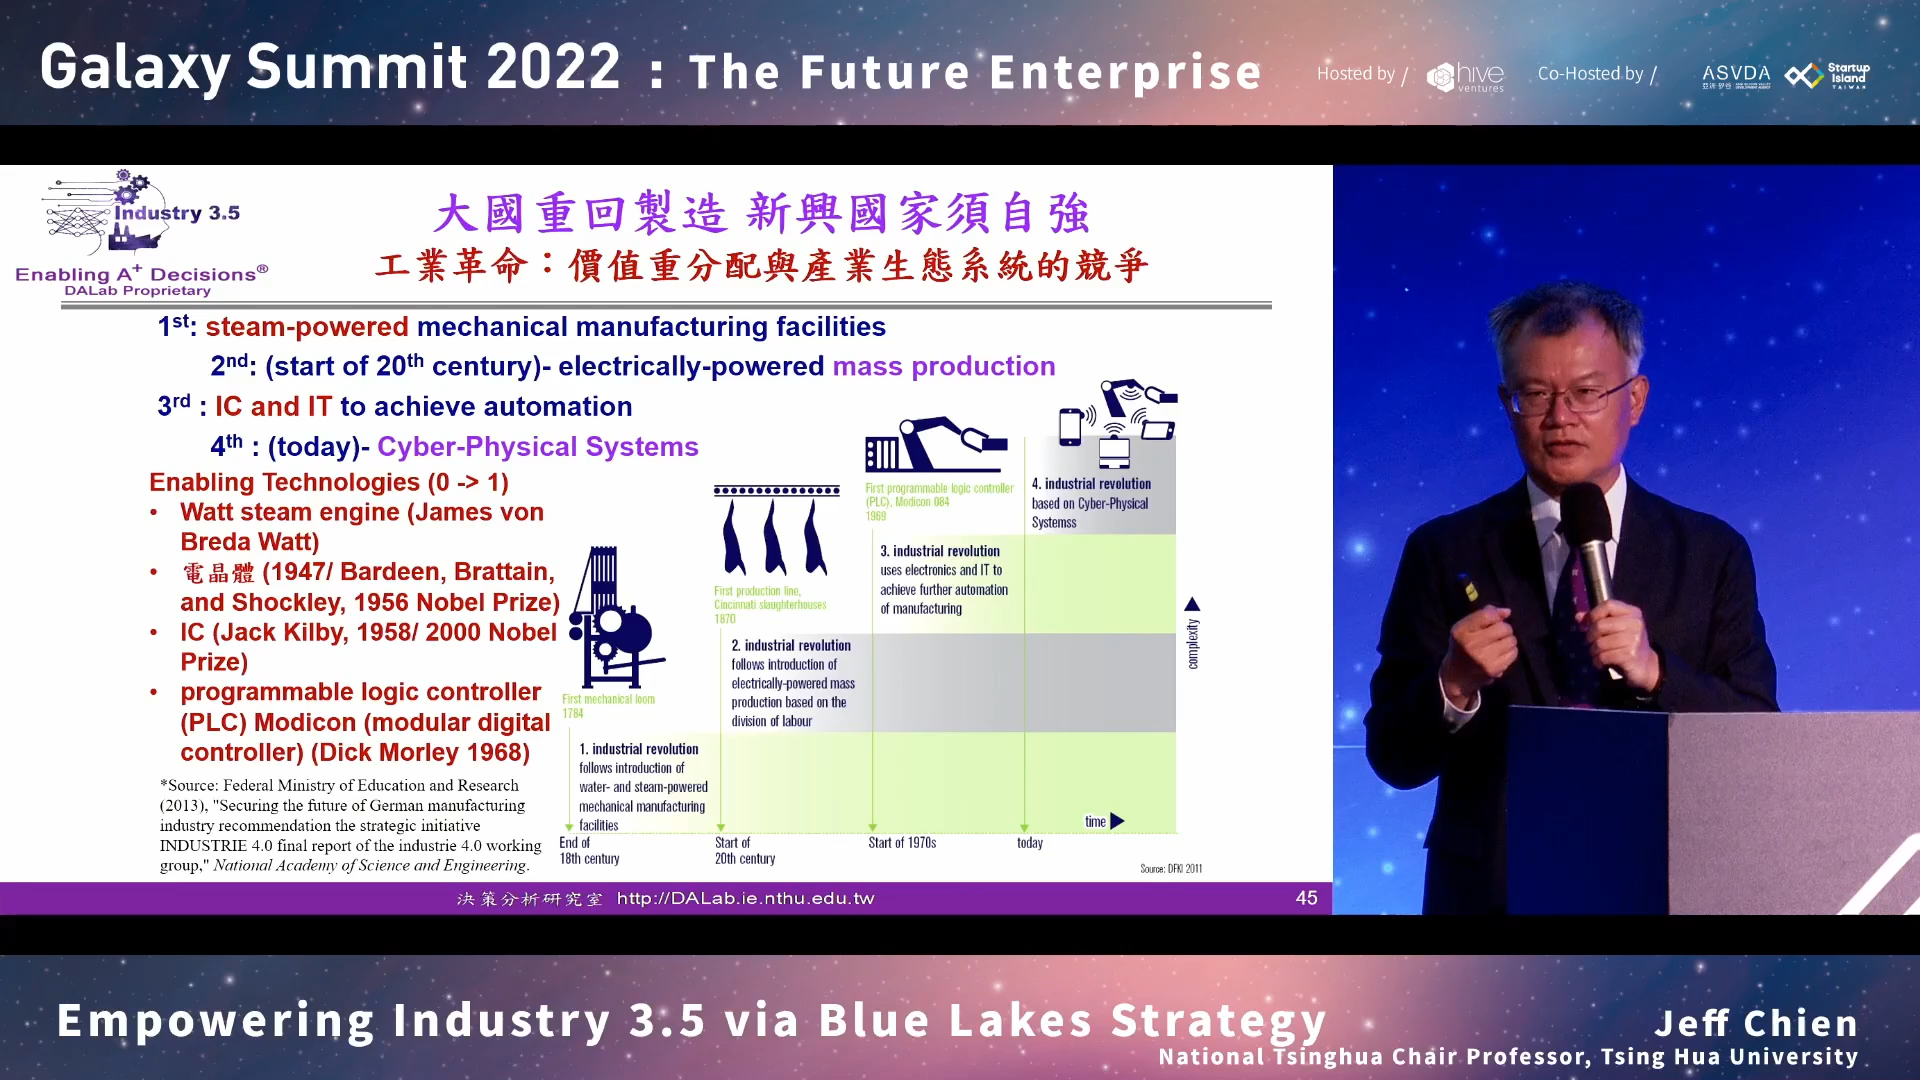 Galaxy Summit 2022 : The Future Enterprise
Hosted by /
hive
ventures
Co-Hosted by /
ASVDA
Startup
Island
TAIWAN
Industry 3.5
Enabling A+ Decisions®
DALab Proprietary
大國重回製造 新興國家須自強
工業革命：價值重分配與產業生態系統的競爭
1st: steam-powered mechanical manufacturing facilities
2nd: (start of 20th century)- electrically-powered mass production
3rd : IC and IT to achieve automation
4th : (today)- Cyber-Physical Systems
Enabling Technologies (0 -> 1)
• Watt steam engine (James von
Breda Watt)
• 電晶體 (1947/ Bardeen, Brattain,
and Shockley, 1956 Nobel Prize)
• IC (Jack Kilby, 1958/ 2000 Nobel
Prize)
• programmable logic controller
(PLC) Modicon (modular digital
controller) (Dick Morley 1968)
*Source: Federal Ministry of Education and Research
(2013), "Securing the future of German manufacturing
industry recommendation the strategic initiative
INDUSTRIE 4.0 final report of the industrie 4.0 working
group," National Academy of Science and Engineering.
First mechanical loom
1784
1. industrial revolution
follows introduction of
water- and steam-powered
mechanical manufacturing
facilities
End of
18th century
First production line,
Cincinnati slaughterhouses
1870
2. industrial revolution
follows introduction of
electrically-powered mass
production based on the
division of labour
Start of
20th century
First programmable logic controller
(PLC), Modicon 084
1969
3. industrial revolution
uses electronics and IT to
achieve further automation
of manufacturing
Start of 1970s
4. industrial revolution
based on Cyber-Physical
Systemss
today
time
complexity
Source: DFKI 2011
決策分析研究室 http://DALab.ie.nthu.edu.tw
45
Empowering Industry 3.5 via Blue Lakes Strategy
Jeff Chien
National Tsinghua Chair Professor, Tsing Hua University